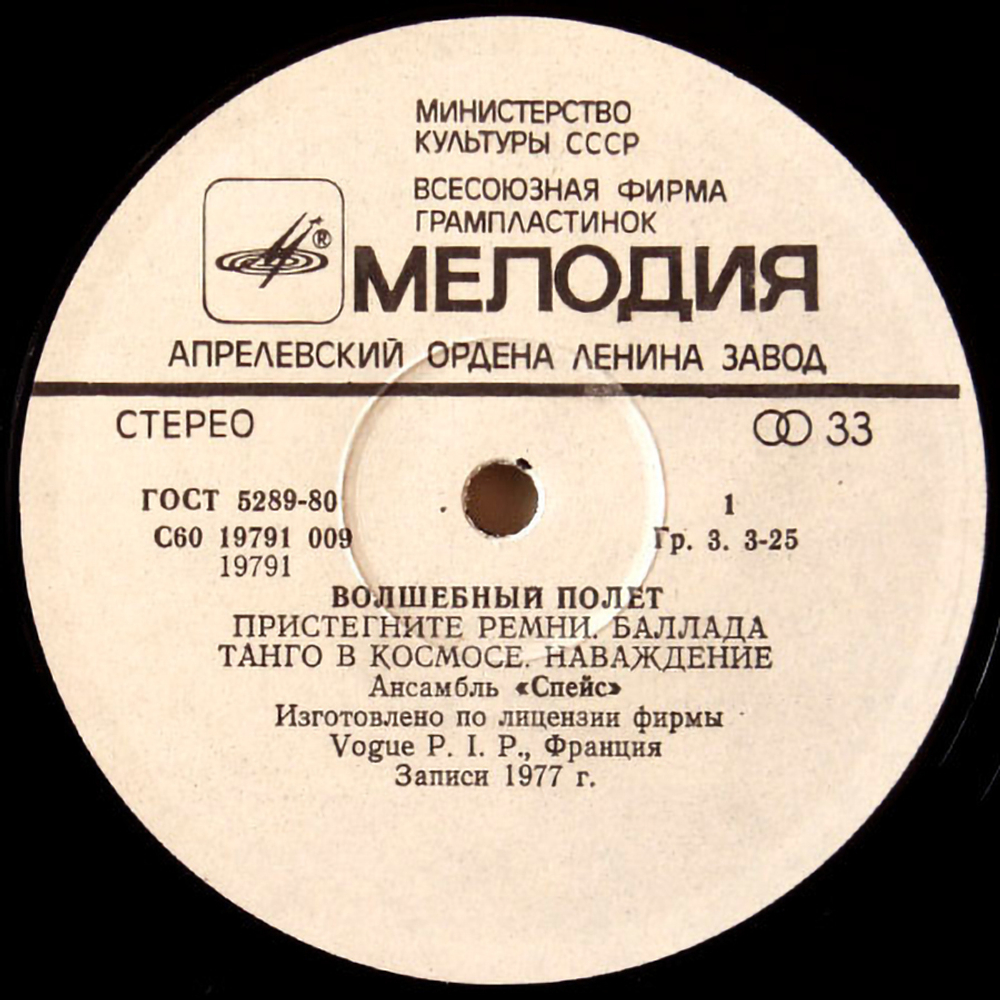 МИНИСТЕРСТВО
КУЛЬТУРЫ СССР
ВСЕСОЮЗНАЯ ФИРМА
ГРАМПЛАСТИНОК
®
МЕЛОДИЯ
АПРЕЛЕВСКИЙ ОРДЕНА ЛЕНИНА ЗАВОД
СТЕРЕО 33
ГОСТ 5289-80 1
С60 19791 009 Гр. 3. 3-25
19791
ВОЛШЕБНЫЙ ПОЛЕТ
ПРИСТЕГНИТЕ РЕМНИ. БАЛЛАДА
ТАНГО В КОСМОСЕ. НАВАЖДЕНИЕ
Ансамбль «Спейс»
Изготовлено по лицензии фирмы
Vogue P. I. P., Франция
Записи 1977 г.